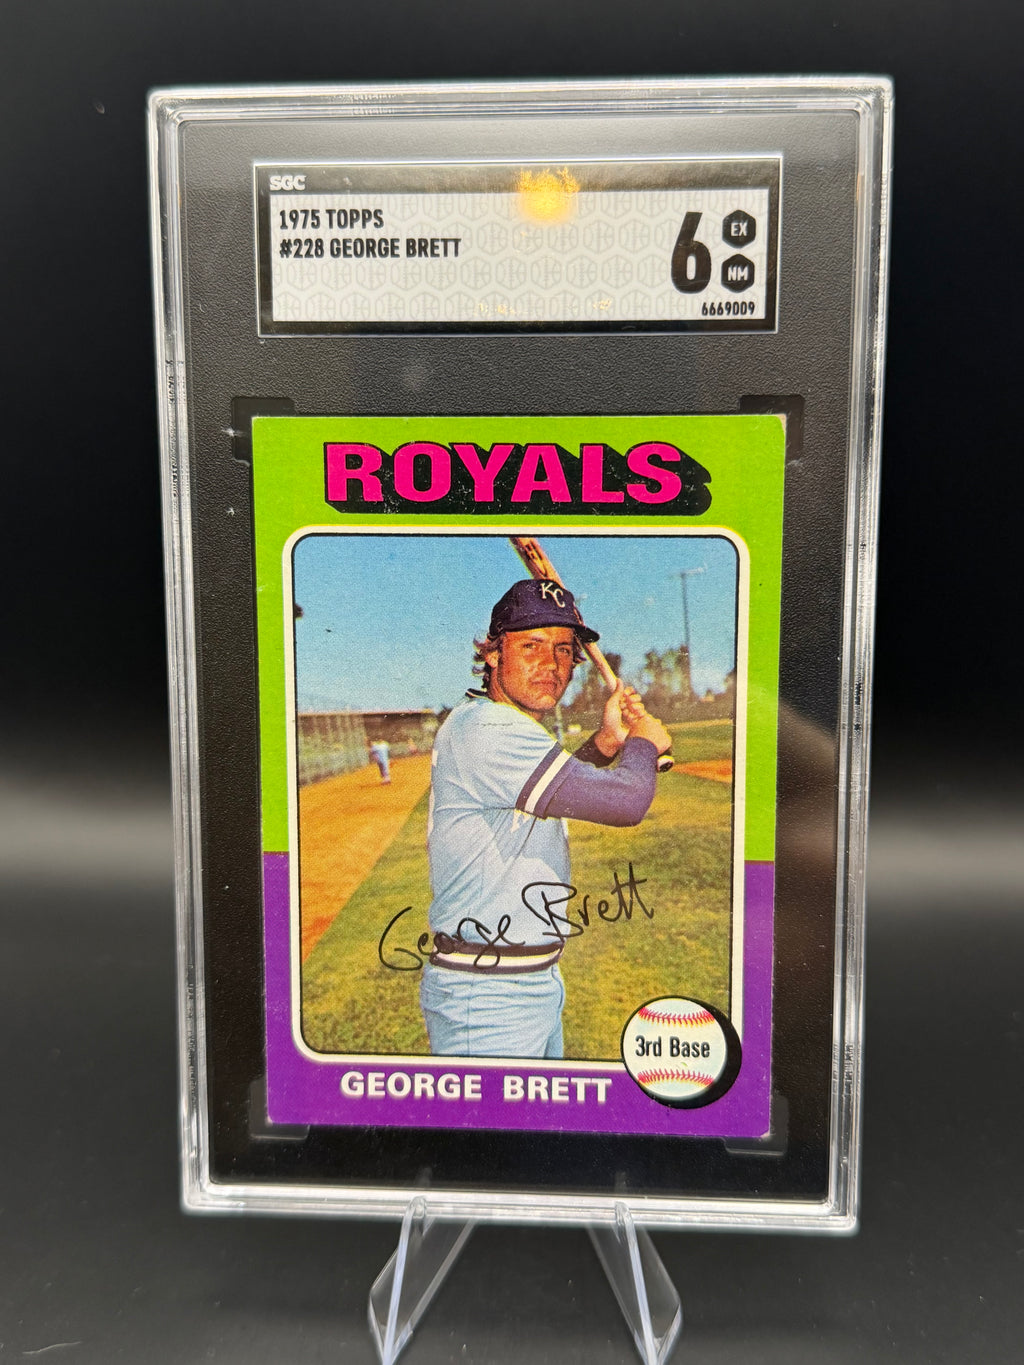 SGC
1975 TOPPS
#228 GEORGE BRETT
6 EX
NM
6669009
ROYALS
KC
George Brett
3rd Base
GEORGE BRETT